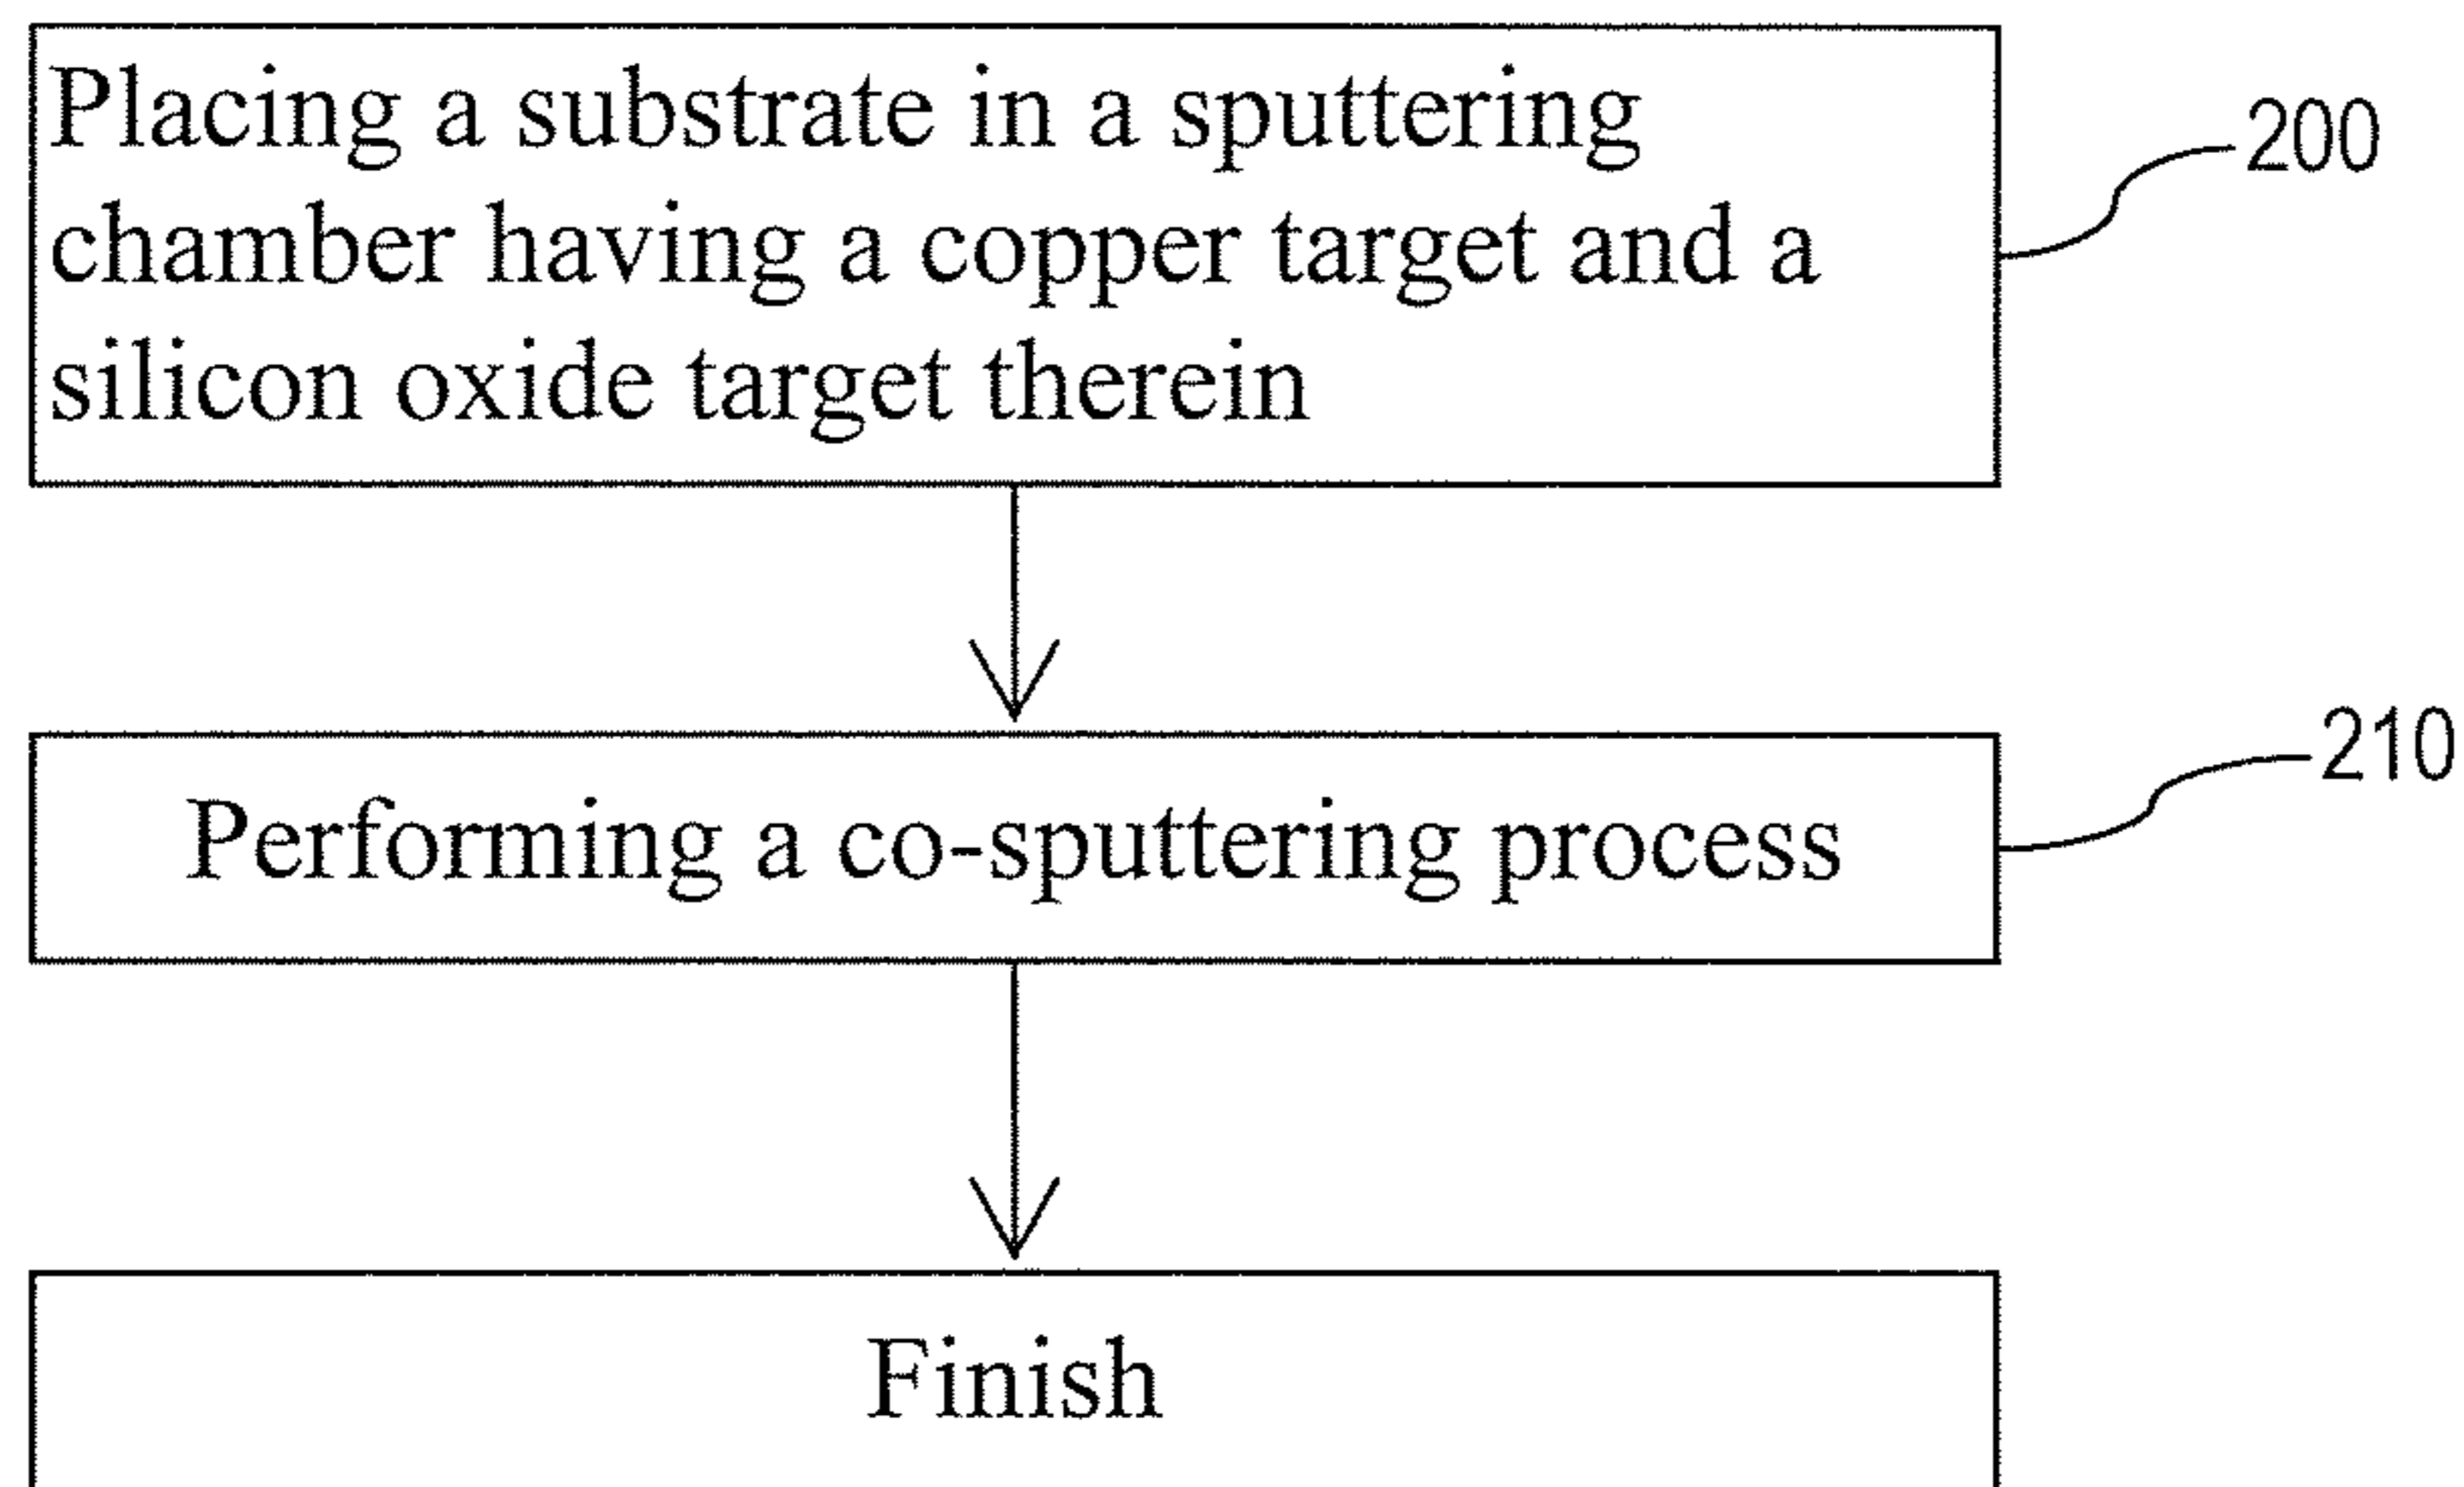 Placing a substrate in a sputtering
chamber having a copper target and a
silicon oxide target therein
200
Performing a co-sputtering process
210
Finish